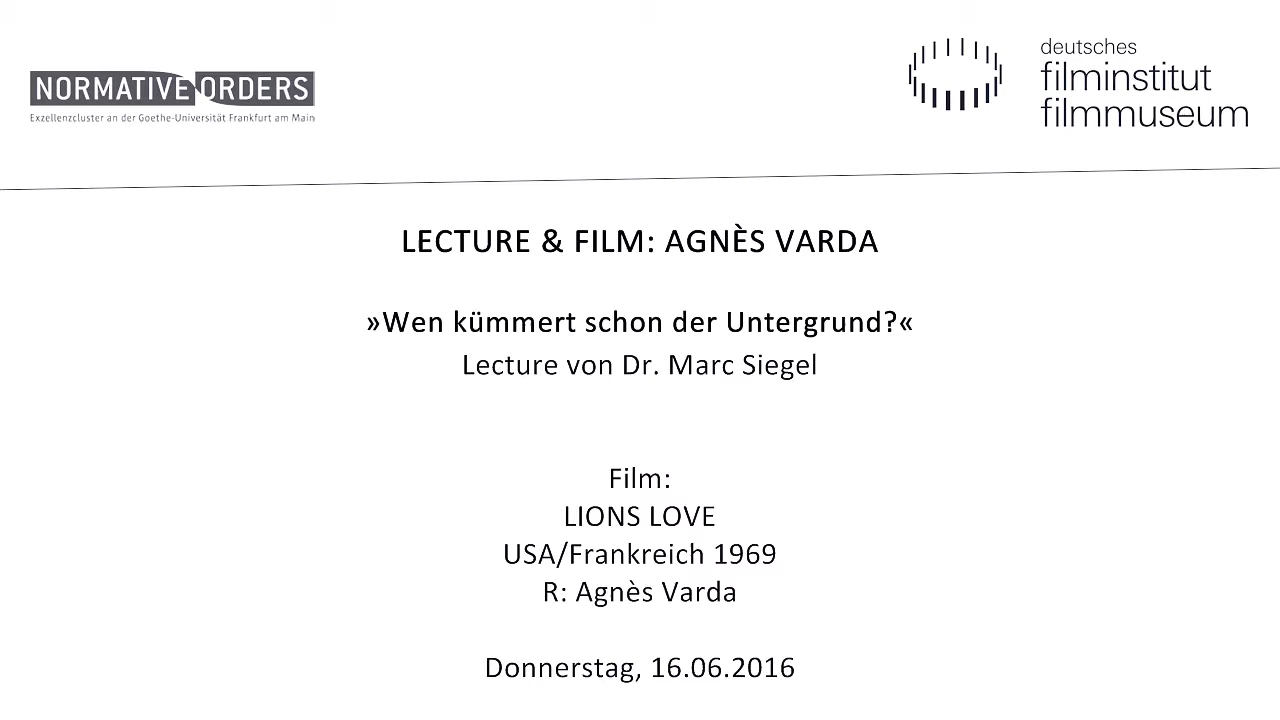 NORMATIVE ORDERS
Exzellenzcluster an der Goethe-Universität Frankfurt am Main
deutsches
filminstitut
filmmuseum
LECTURE & FILM: AGNÈS VARDA
»Wen kümmert schon der Untergrund?«
Lecture von Dr. Marc Siegel
Film:
LIONS LOVE
USA/Frankreich 1969
R: Agnès Varda
Donnerstag, 16.06.2016